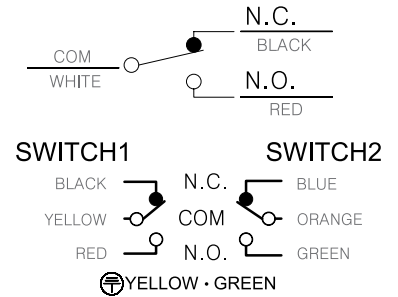 N.C.
COM BLACK
WHITE N.O.
RED
SWITCH1 SWITCH2
BLACK N.C. BLUE
YELLOW COM ORANGE
RED N.O. GREEN
YELLOW · GREEN